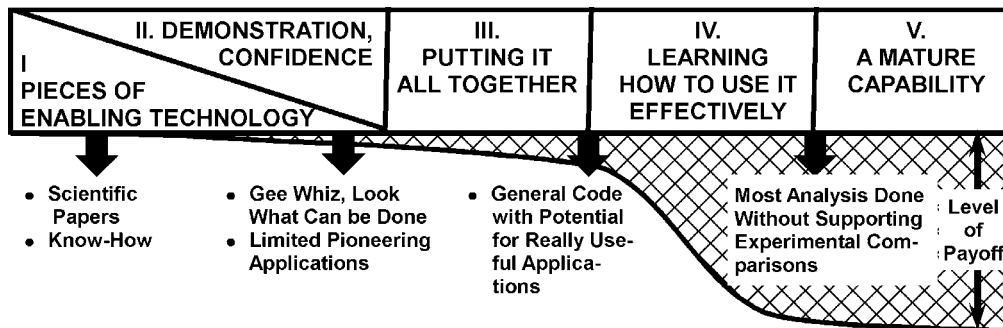 I
PIECES OF
ENABLING TECHNOLOGY
II. DEMONSTRATION,
CONFIDENCE
III.
PUTTING IT
ALL TOGETHER
IV.
LEARNING
HOW TO USE IT
EFFECTIVELY
V.
A MATURE
CAPABILITY
• Scientific
Papers
• Know-How
• Gee Whiz, Look
What Can be Done
• Limited Pioneering
Applications
• General Code
with Potential
for Really Use-
ful Applica-
tions
Most Analysis Done
Without Supporting
Experimental Com-
parisons
Level
of
Payoff